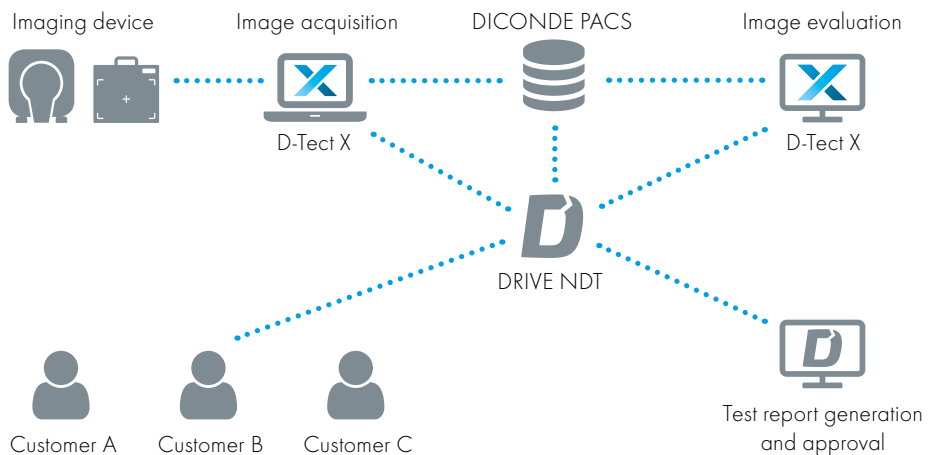 Imaging device
Image acquisition
DICONDE PACS
Image evaluation
X
X
D-Tect X
D-Tect X
D
DRIVE NDT
D
Customer A
Customer B
Customer C
Test report generation
and approval